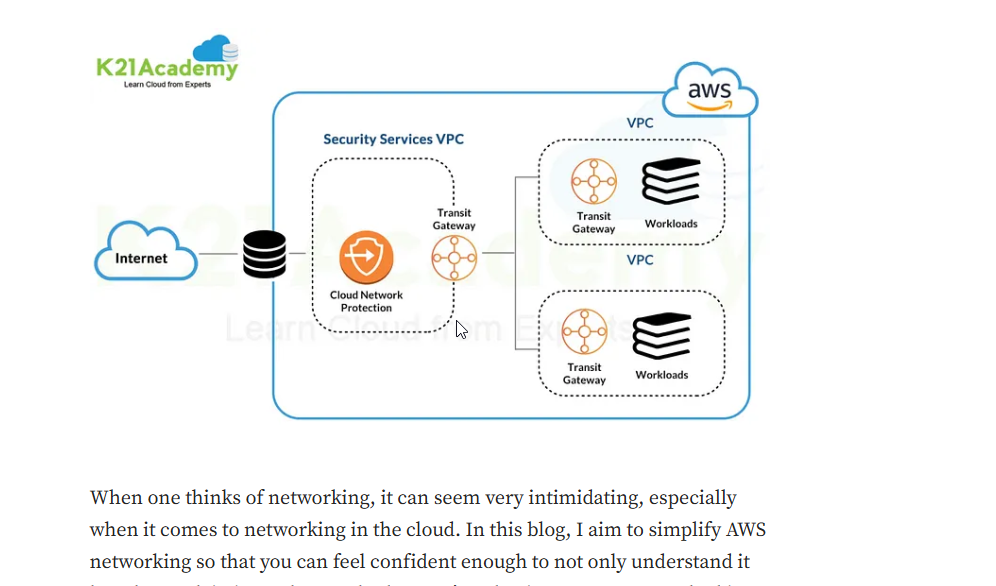 K21Academy
Learn Cloud from Experts
aws
VPC
Security Services VPC
Transit
Gateway
Workloads
Transit
Gateway
Internet
VPC
Cloud Network
Protection
K21Academy
Learn Cloud from Experts
Transit
Gateway
Workloads
When one thinks of networking, it can seem very intimidating, especially
when it comes to networking in the cloud. In this blog, I aim to simplify AWS
networking so that you can feel confident enough to not only understand it